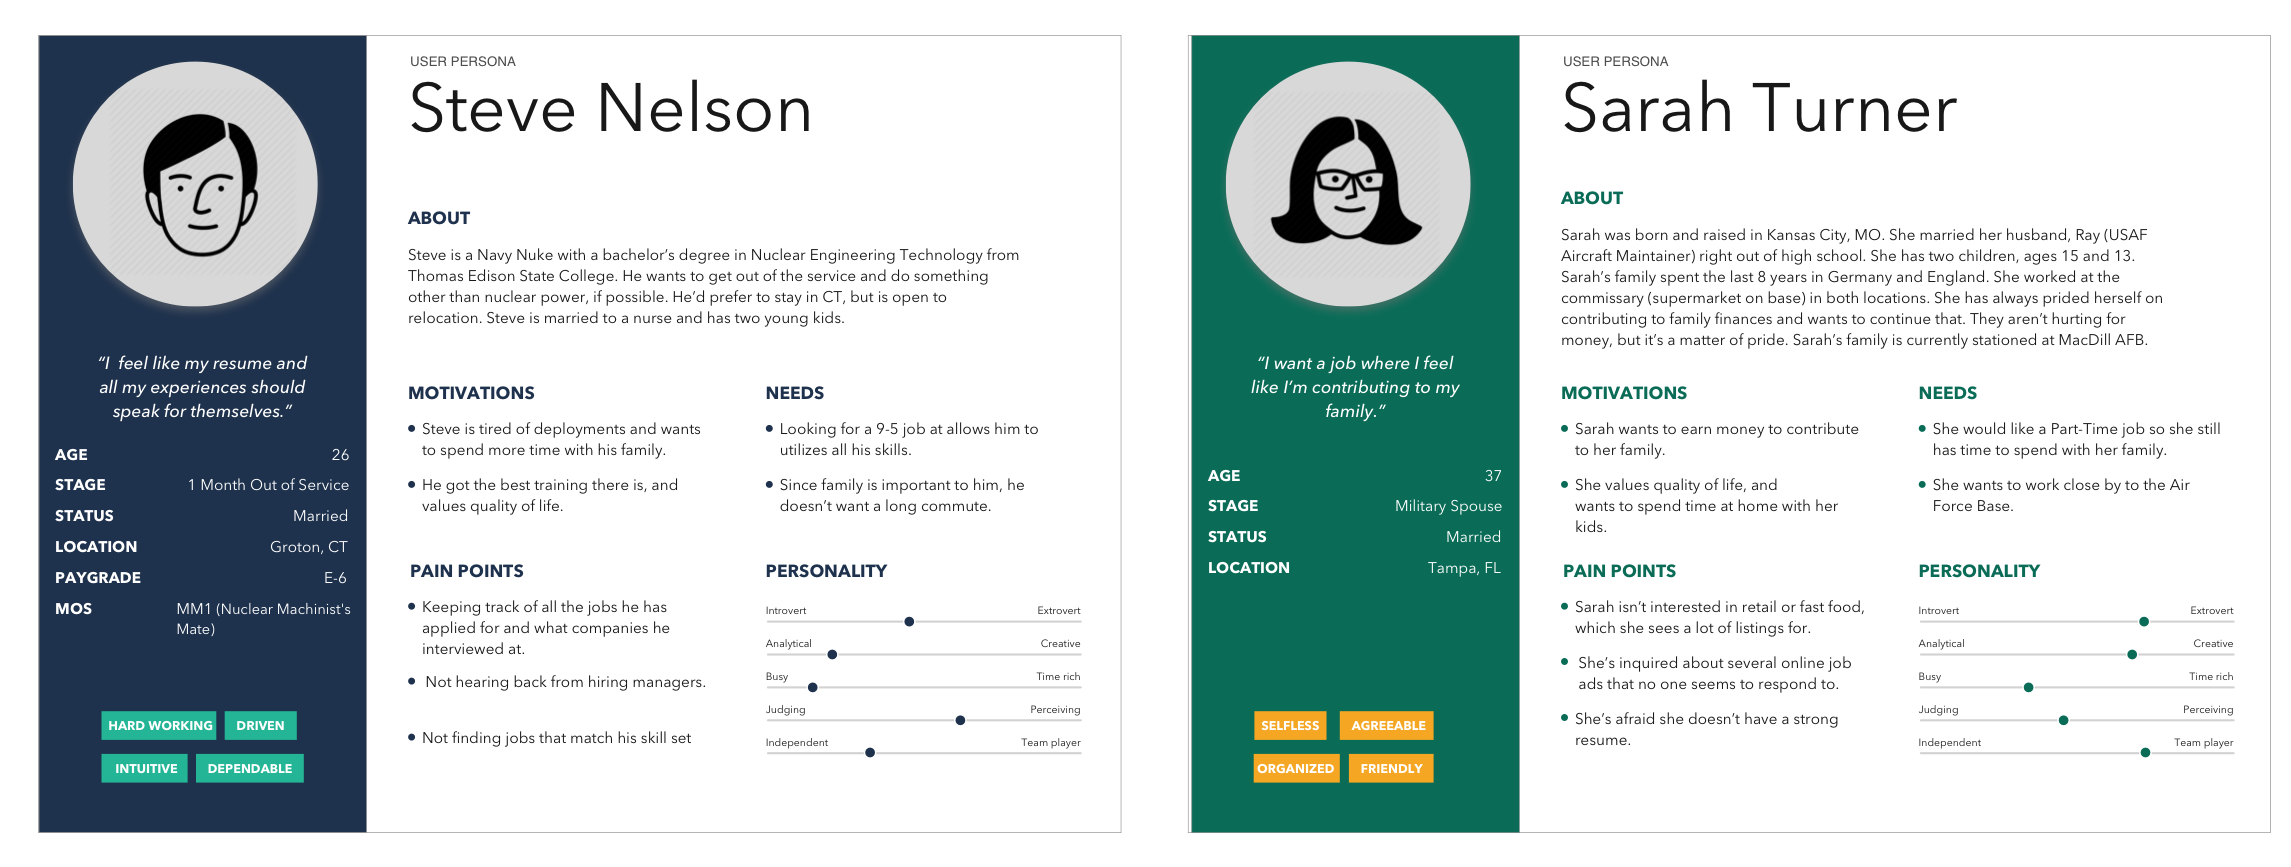 USER PERSONA
Steve Nelson
“I feel like my resume and
all my experiences should
speak for themselves.”
AGE 26
STAGE 1 Month Out of Service
STATUS Married
LOCATION Groton, CT
PAYGRADE E-6
MOS MM1 (Nuclear Machinist's
Mate)
HARD WORKING DRIVEN
INTUITIVE DEPENDABLE
ABOUT
Steve is a Navy Nuke with a bachelor’s degree in Nuclear Engineering Technology from
Thomas Edison State College. He wants to get out of the service and do something
other than nuclear power, if possible. He’d prefer to stay in CT, but is open to
relocation. Steve is married to a nurse and has two young kids.
MOTIVATIONS
• Steve is tired of deployments and wants
to spend more time with his family.
• He got the best training there is, and
values quality of life.
NEEDS
• Looking for a 9-5 job at allows him to
utilizes all his skills.
• Since family is important to him, he
doesn’t want a long commute.
PAIN POINTS
• Keeping track of all the jobs he has
applied for and what companies he
interviewed at.
• Not hearing back from hiring managers.
• Not finding jobs that match his skill set
PERSONALITY
Introvert Extrovert
Analytical Creative
Busy Time rich
Judging Perceiving
Independent Team player
USER PERSONA
Sarah Turner
“I want a job where I feel
like I’m contributing to my
family.”
AGE 37
STAGE Military Spouse
STATUS Married
LOCATION Tampa, FL
SELFLESS AGREEABLE
ORGANIZED FRIENDLY
ABOUT
Sarah was born and raised in Kansas City, MO. She married her husband, Ray (USAF
Aircraft Maintainer) right out of high school. She has two children, ages 15 and 13.
Sarah’s family spent the last 8 years in Germany and England. She worked at the
commissary (supermarket on base) in both locations. She has always prided herself on
contributing to family finances and wants to continue that. They aren’t hurting for
money, but it’s a matter of pride. Sarah’s family is currently stationed at MacDill AFB.
MOTIVATIONS
• Sarah wants to earn money to contribute
to her family.
• She values quality of life, and
wants to spend time at home with her
kids.
NEEDS
• She would like a Part-Time job so she still
has time to spend with her family.
• She wants to work close by to the Air
Force Base.
PAIN POINTS
• Sarah isn’t interested in retail or fast food,
which she sees a lot of listings for.
• She’s inquired about several online job
ads that no one seems to respond to.
• She’s afraid she doesn’t have a strong
resume.
PERSONALITY
Introvert Extrovert
Analytical Creative
Busy Time rich
Judging Perceiving
Independent Team player